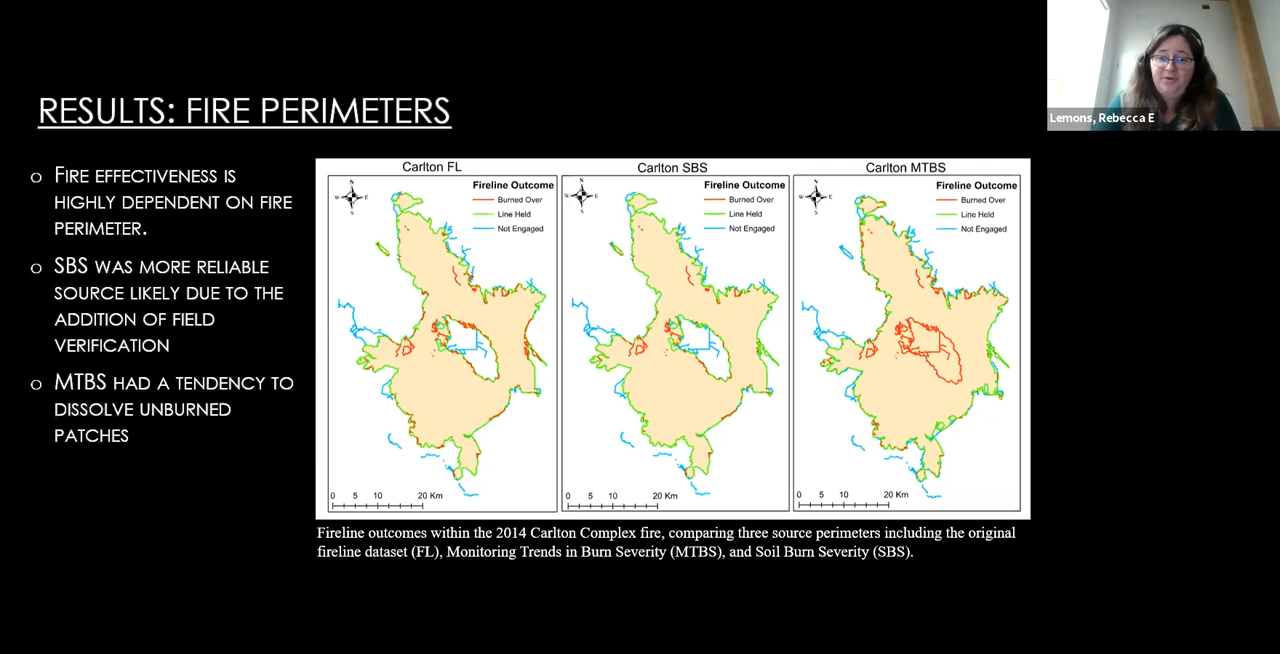 RESULTS: FIRE PERIMETERS
Lemons, Rebecca E
o FIRE EFFECTIVENESS IS
HIGHLY DEPENDENT ON FIRE
PERIMETER.
o SBS WAS MORE RELIABLE
SOURCE LIKELY DUE TO THE
ADDITION OF FIELD
VERIFICATION
o MTBS HAD A TENDENCY TO
DISSOLVE UNBURNED
PATCHES
Carlton FL
N
W E
S
Fireline Outcome
Burned Over
Line Held
Not Engaged
0 5 10 20 Km
Carlton SBS
N
W E
S
Fireline Outcome
Burned Over
Line Held
Not Engaged
0 5 10 20 Km
Carlton MTBS
N
W E
S
Fireline Outcome
Burned Over
Line Held
Not Engaged
0 5 10 20 Km
Fireline outcomes within the 2014 Carlton Complex fire, comparing three source perimeters including the original
fireline dataset (FL), Monitoring Trends in Burn Severity (MTBS), and Soil Burn Severity (SBS).